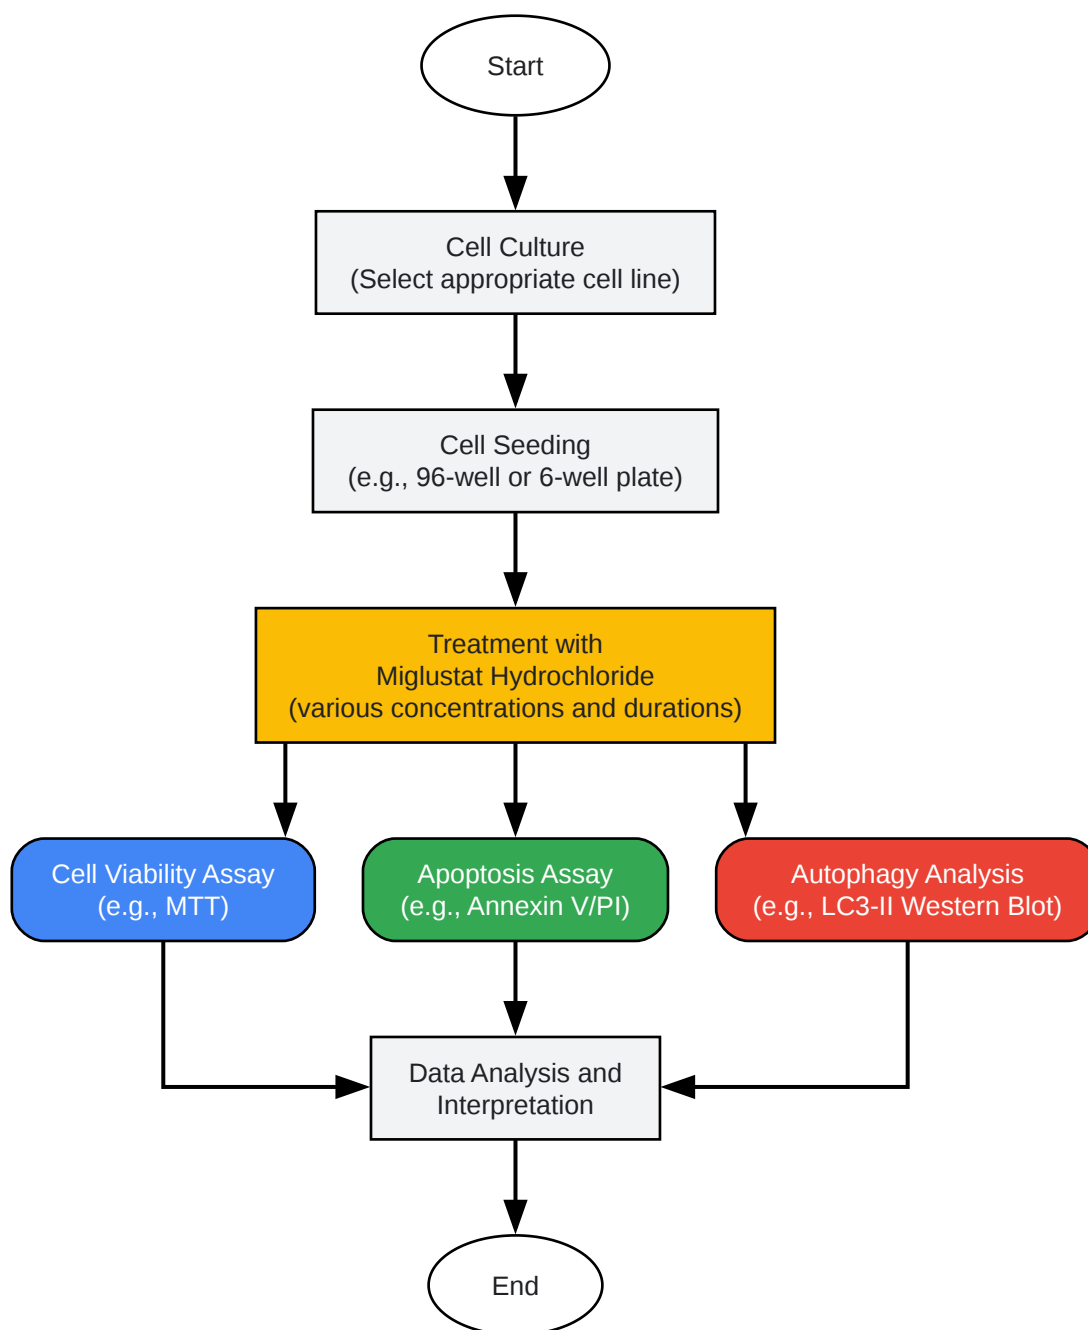 Start
Cell Culture
(Select appropriate cell line)
Cell Seeding
(e.g., 96-well or 6-well plate)
Treatment with
Miglustat Hydrochloride
(various concentrations and durations)
Cell Viability Assay
(e.g., MTT)
Apoptosis Assay
(e.g., Annexin V/PI)
Autophagy Analysis
(e.g., LC3-II Western Blot)
Data Analysis and
Interpretation
End